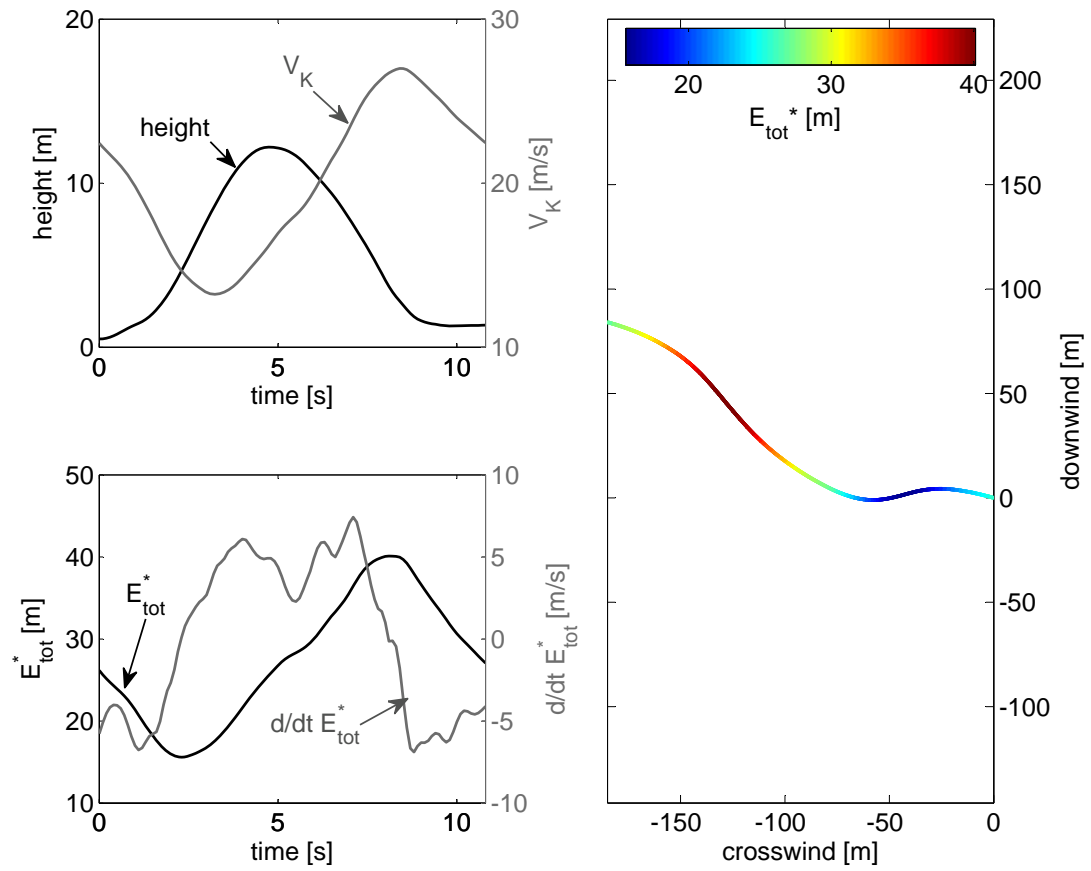 20
10
0
height [m]
30
20
10
V_K [m/s]
V_K
height
0
5
10
time [s]
50
40
30
20
10
E*_tot [m]
10
5
0
-5
-10
d/dt E*_tot [m/s]
E*_tot
d/dt E*_tot
0
5
10
time [s]
20
30
40
E_tot* [m]
200
150
100
50
0
-50
-100
downwind [m]
-150
-100
-50
0
crosswind [m]